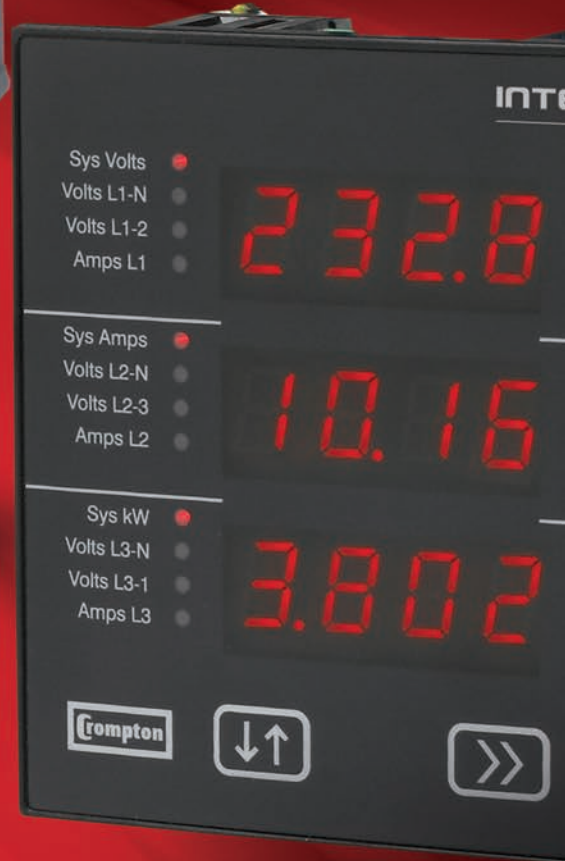 INTE
Sys Volts
Volts L1-N
Volts L1-2
Amps L1
232.8
Sys Amps
Volts L2-N
Volts L2-3
Amps L2
10.16
Sys kW
Volts L3-N
Volts L3-1
Amps L3
3.802
Crompton